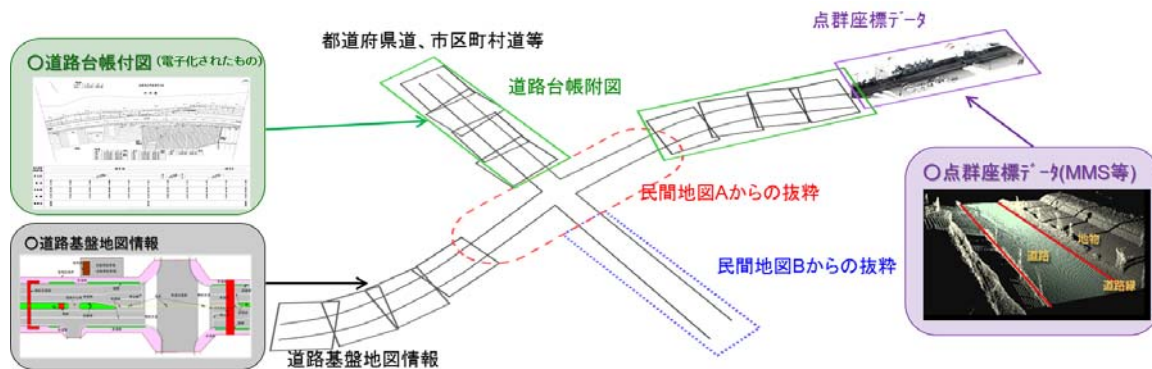 点群座標データ
都道府県道、市区町村道等
○道路台帳付図(電子化されたもの)
道路台帳附図
民間地図Aからの抜粋
○点群座標ﾃﾞｰﾀ(MMS等)
地物
道路
道路縁
○道路基盤地図情報
民間地図Bからの抜粋
道路基盤地図情報